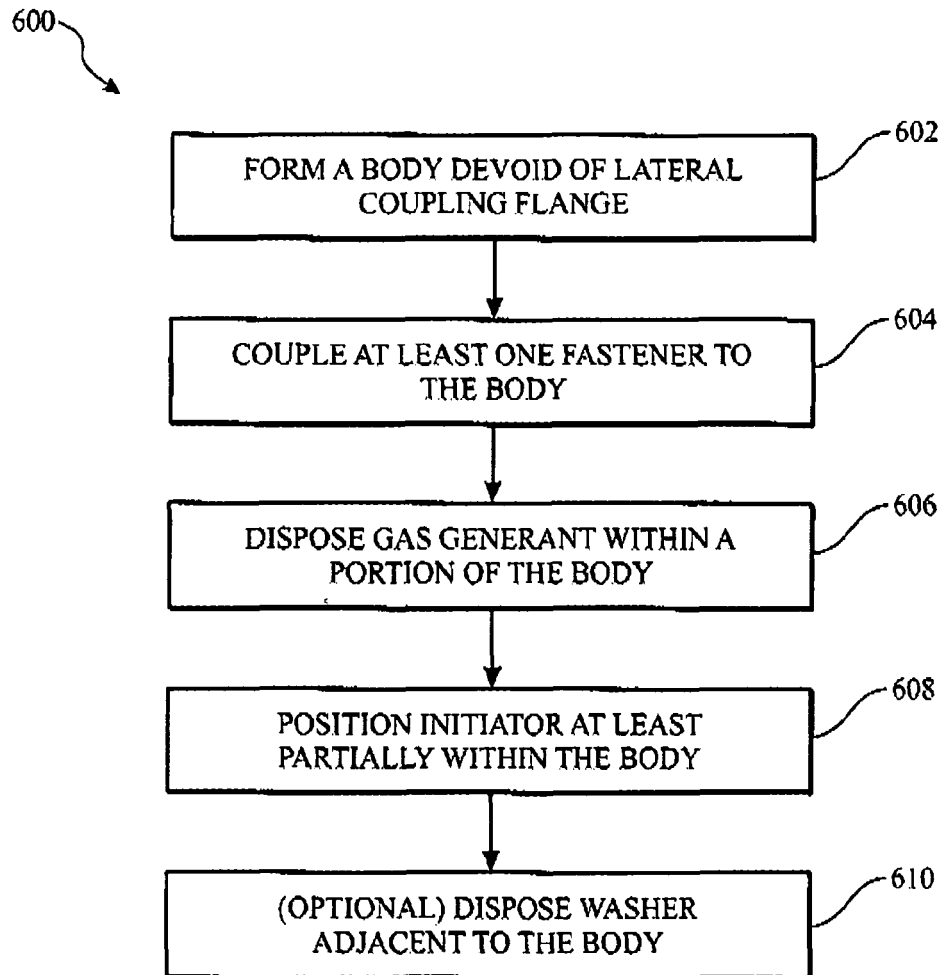 600
602
FORM A BODY DEVOID OF LATERAL
COUPLING FLANGE
604
COUPLE AT LEAST ONE FASTENER TO
THE BODY
606
DISPOSE GAS GENERANT WITHIN A
PORTION OF THE BODY
608
POSITION INITIATOR AT LEAST
PARTIALLY WITHIN THE BODY
610
(OPTIONAL) DISPOSE WASHER
ADJACENT TO THE BODY